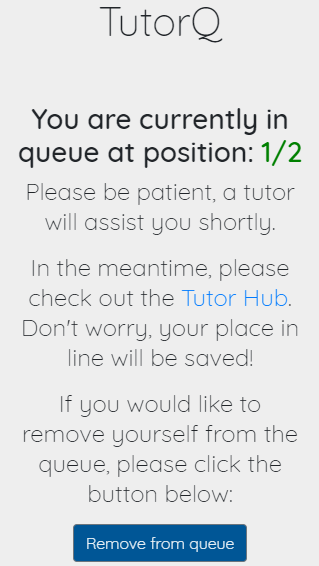 TutorQ
You are currently in
queue at position: 1/2
Please be patient, a tutor
will assist you shortly.
In the meantime, please
check out the Tutor Hub.
Don't worry, your place in
line will be saved!
If you would like to
remove yourself from the
queue, please click the
button below:
Remove from queue